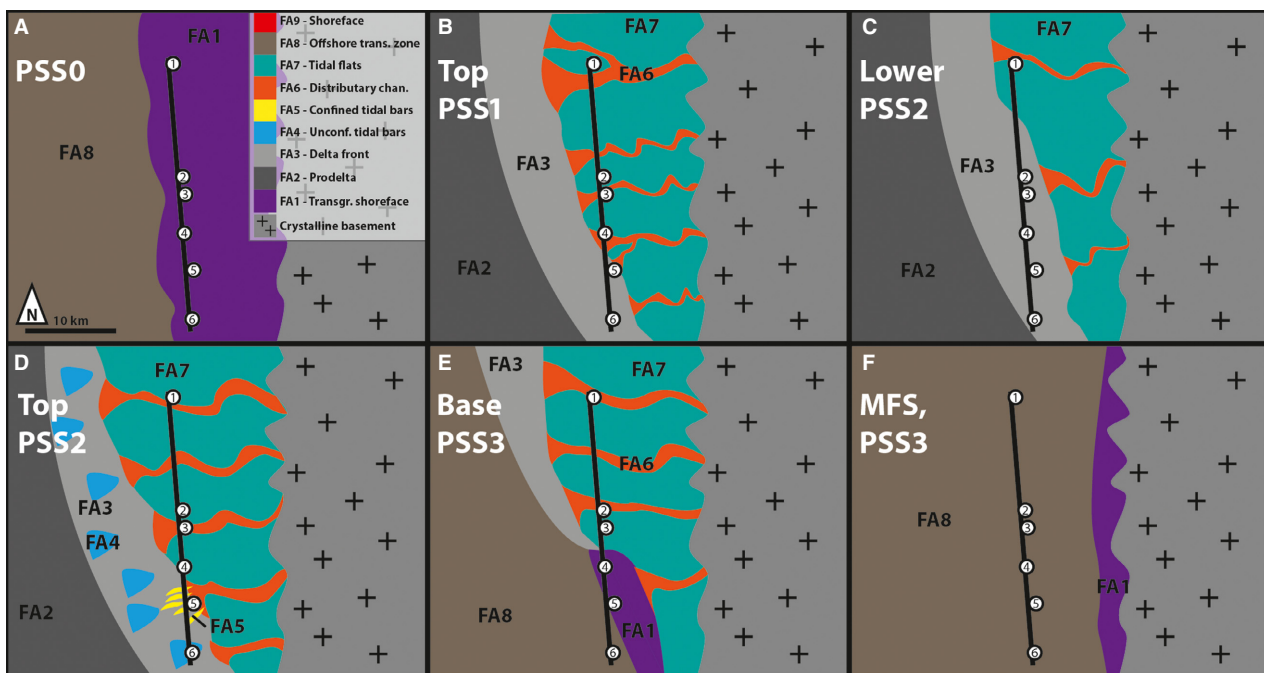 A
PSS0
FA1
FA8
FA9 - Shoreface
FA8 - Offshore trans. zone
FA7 - Tidal flats
FA6 - Distributary chan.
FA5 - Confined tidal bars
FA4 - Unconf. tidal bars
FA3 - Delta front
FA2 - Prodelta
FA1 - Transgr. shoreface
Crystalline basement
1
2
3
4
5
6
N
10 km
B
Top
PSS1
FA7
FA6
FA3
FA2
1
2
3
4
5
6
C
Lower
PSS2
FA7
FA3
FA2
1
2
3
4
5
6
D
Top
PSS2
FA7
FA3
FA4
FA2
FA5
1
2
3
4
5
6
E
Base
PSS3
FA3
FA7
FA6
FA8
FA1
1
2
3
4
5
6
F
MFS,
PSS3
FA8
FA1
1
2
3
4
5
6